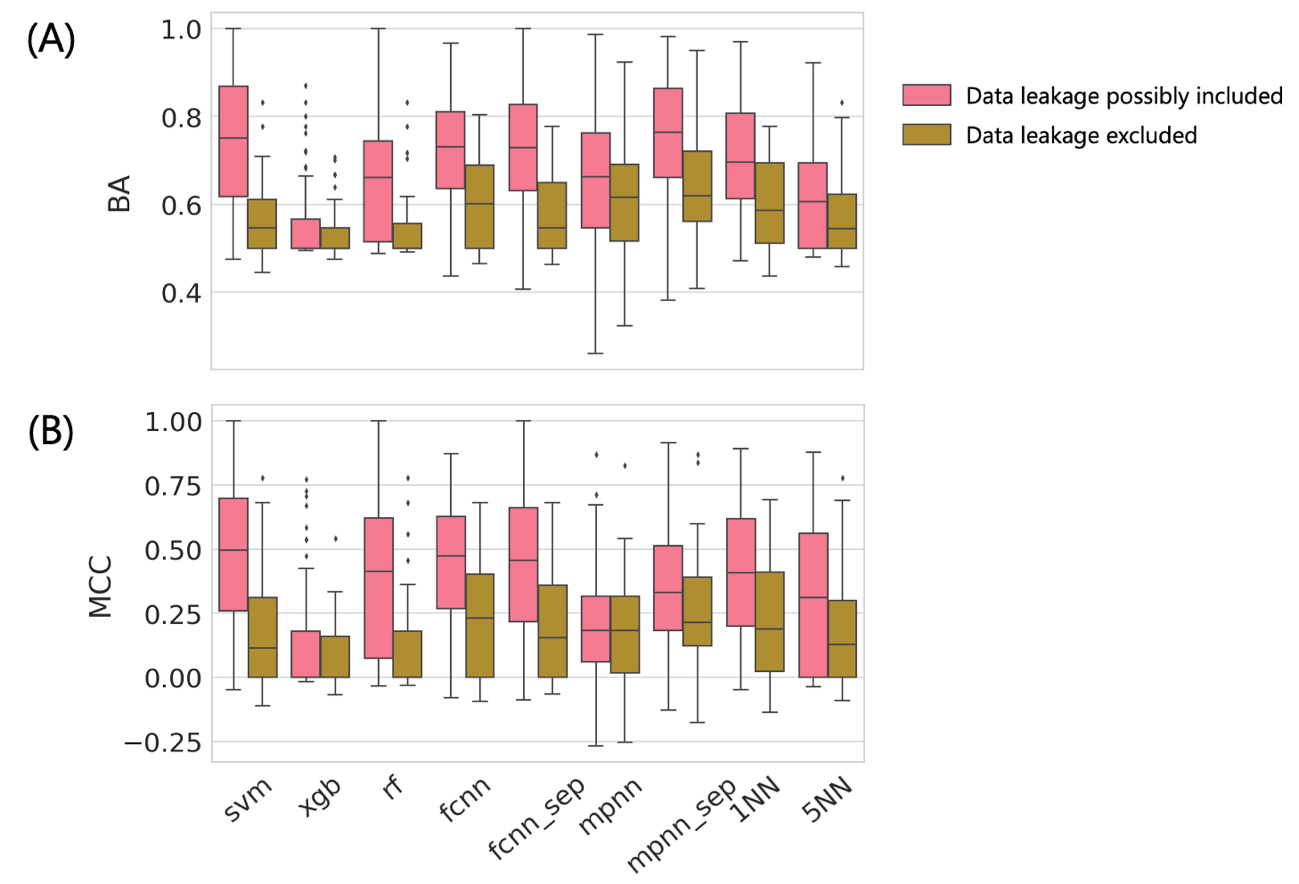 (A)
1.0
0.8
0.6
0.4
BA
Data leakage possibly included
Data leakage excluded
(B)
1.00
0.75
0.50
0.25
0.00
−0.25
MCC
svm
xgb
rf
fcnn
fcnn_sep
mpnn
mpnn_sep
1NN
5NN